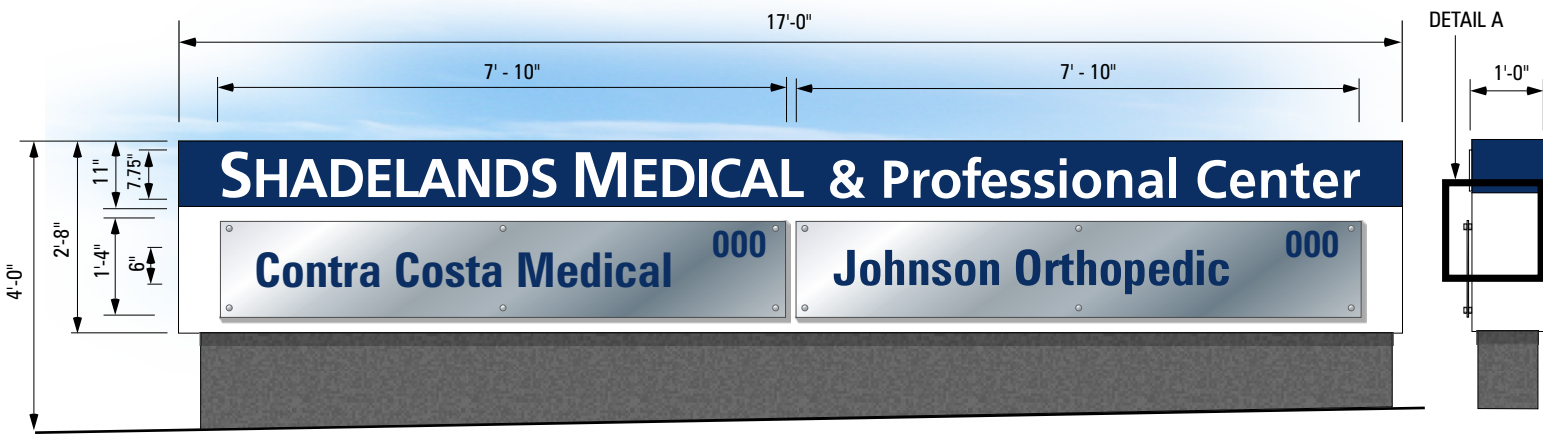 17'-0"
DETAIL A
7' - 10"
7' - 10"
1'-0"
SHADELANDS MEDICAL & Professional Center
11"
7.75"
2'-8"
4'-0"
1'-4"
6"
Contra Costa Medical 000
Johnson Orthopedic 000